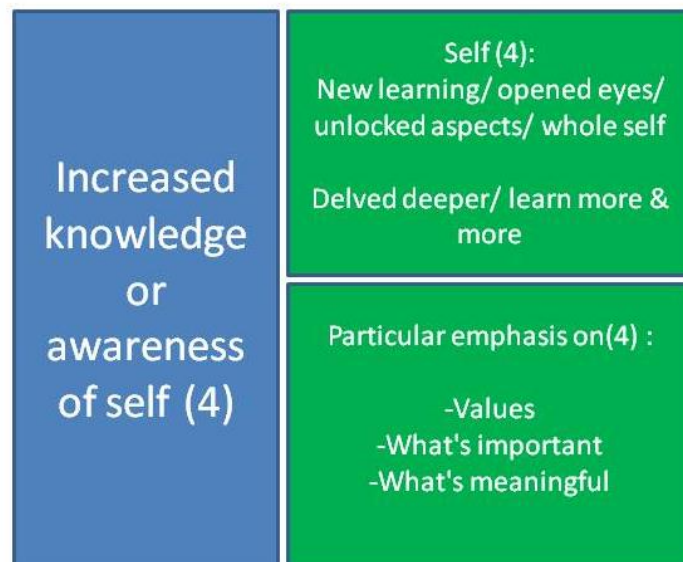 Increased
knowledge
or
awareness
of self (4)
Self (4):
New learning/ opened eyes/
unlocked aspects/ whole self
Delved deeper/ learn more &
more
Particular emphasis on(4) :
-Values
-What's important
-What's meaningful